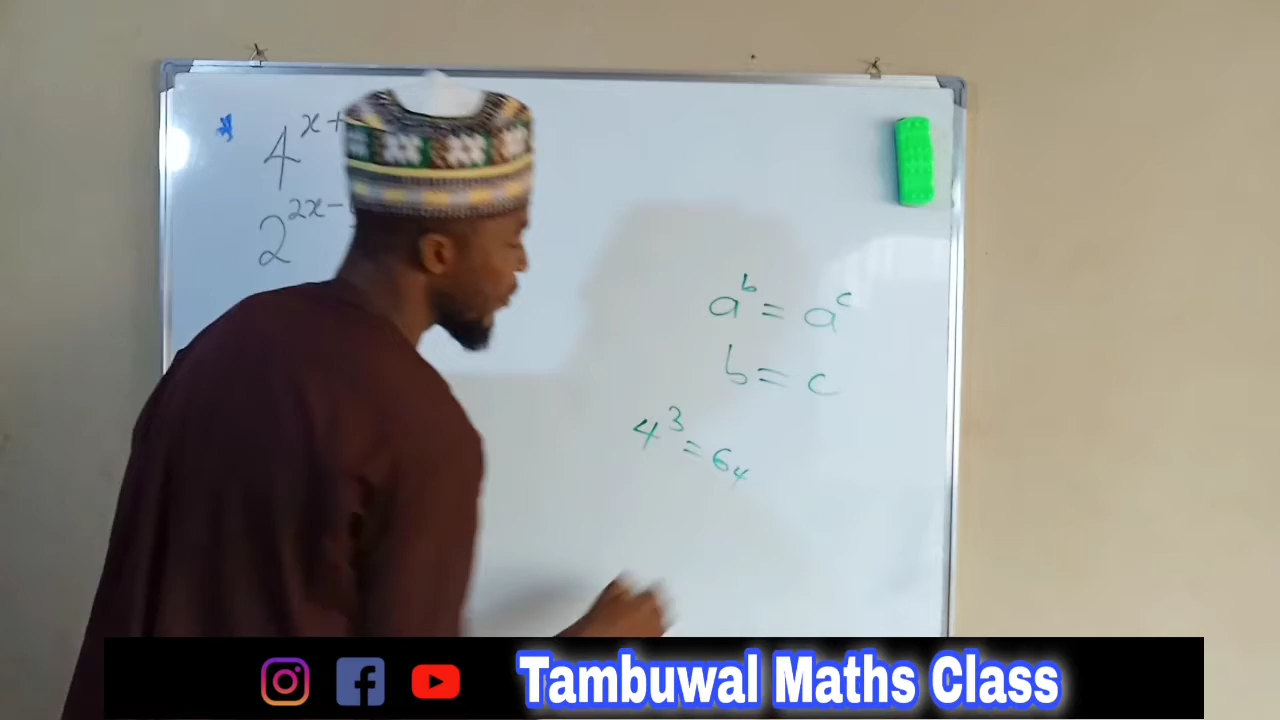 4^{x+
2^{2x-
a^b = a^c
b = c
4^3 = 64
Tambuwal Maths Class